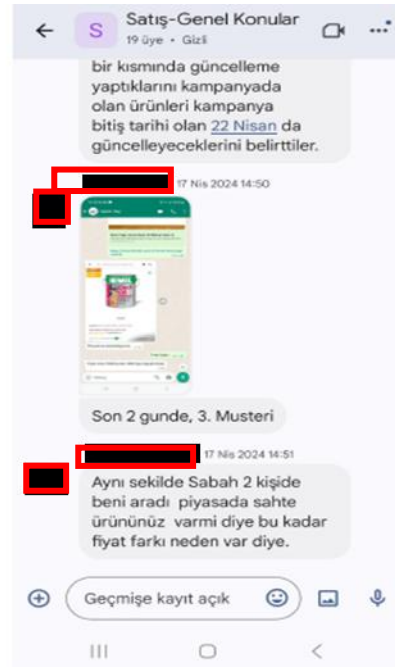 Satış-Genel Konular
S
19 üye • Gizli
bir kısmında güncelleme
yaptıklarını kampanyada
olan ürünleri kampanya
bitiş tarihi olan 22 Nisan da
güncelleyeceklerini belirttiler.
17 Nis 2024 14:50
Son 2 gunde, 3. Musteri
17 Nis 2024 14:51
Aynı sekilde Sabah 2 kişide
beni aradı piyasada sahte
ürününüz varmi diye bu kadar
fiyat farkı neden var diye.
Geçmişe kayıt açık